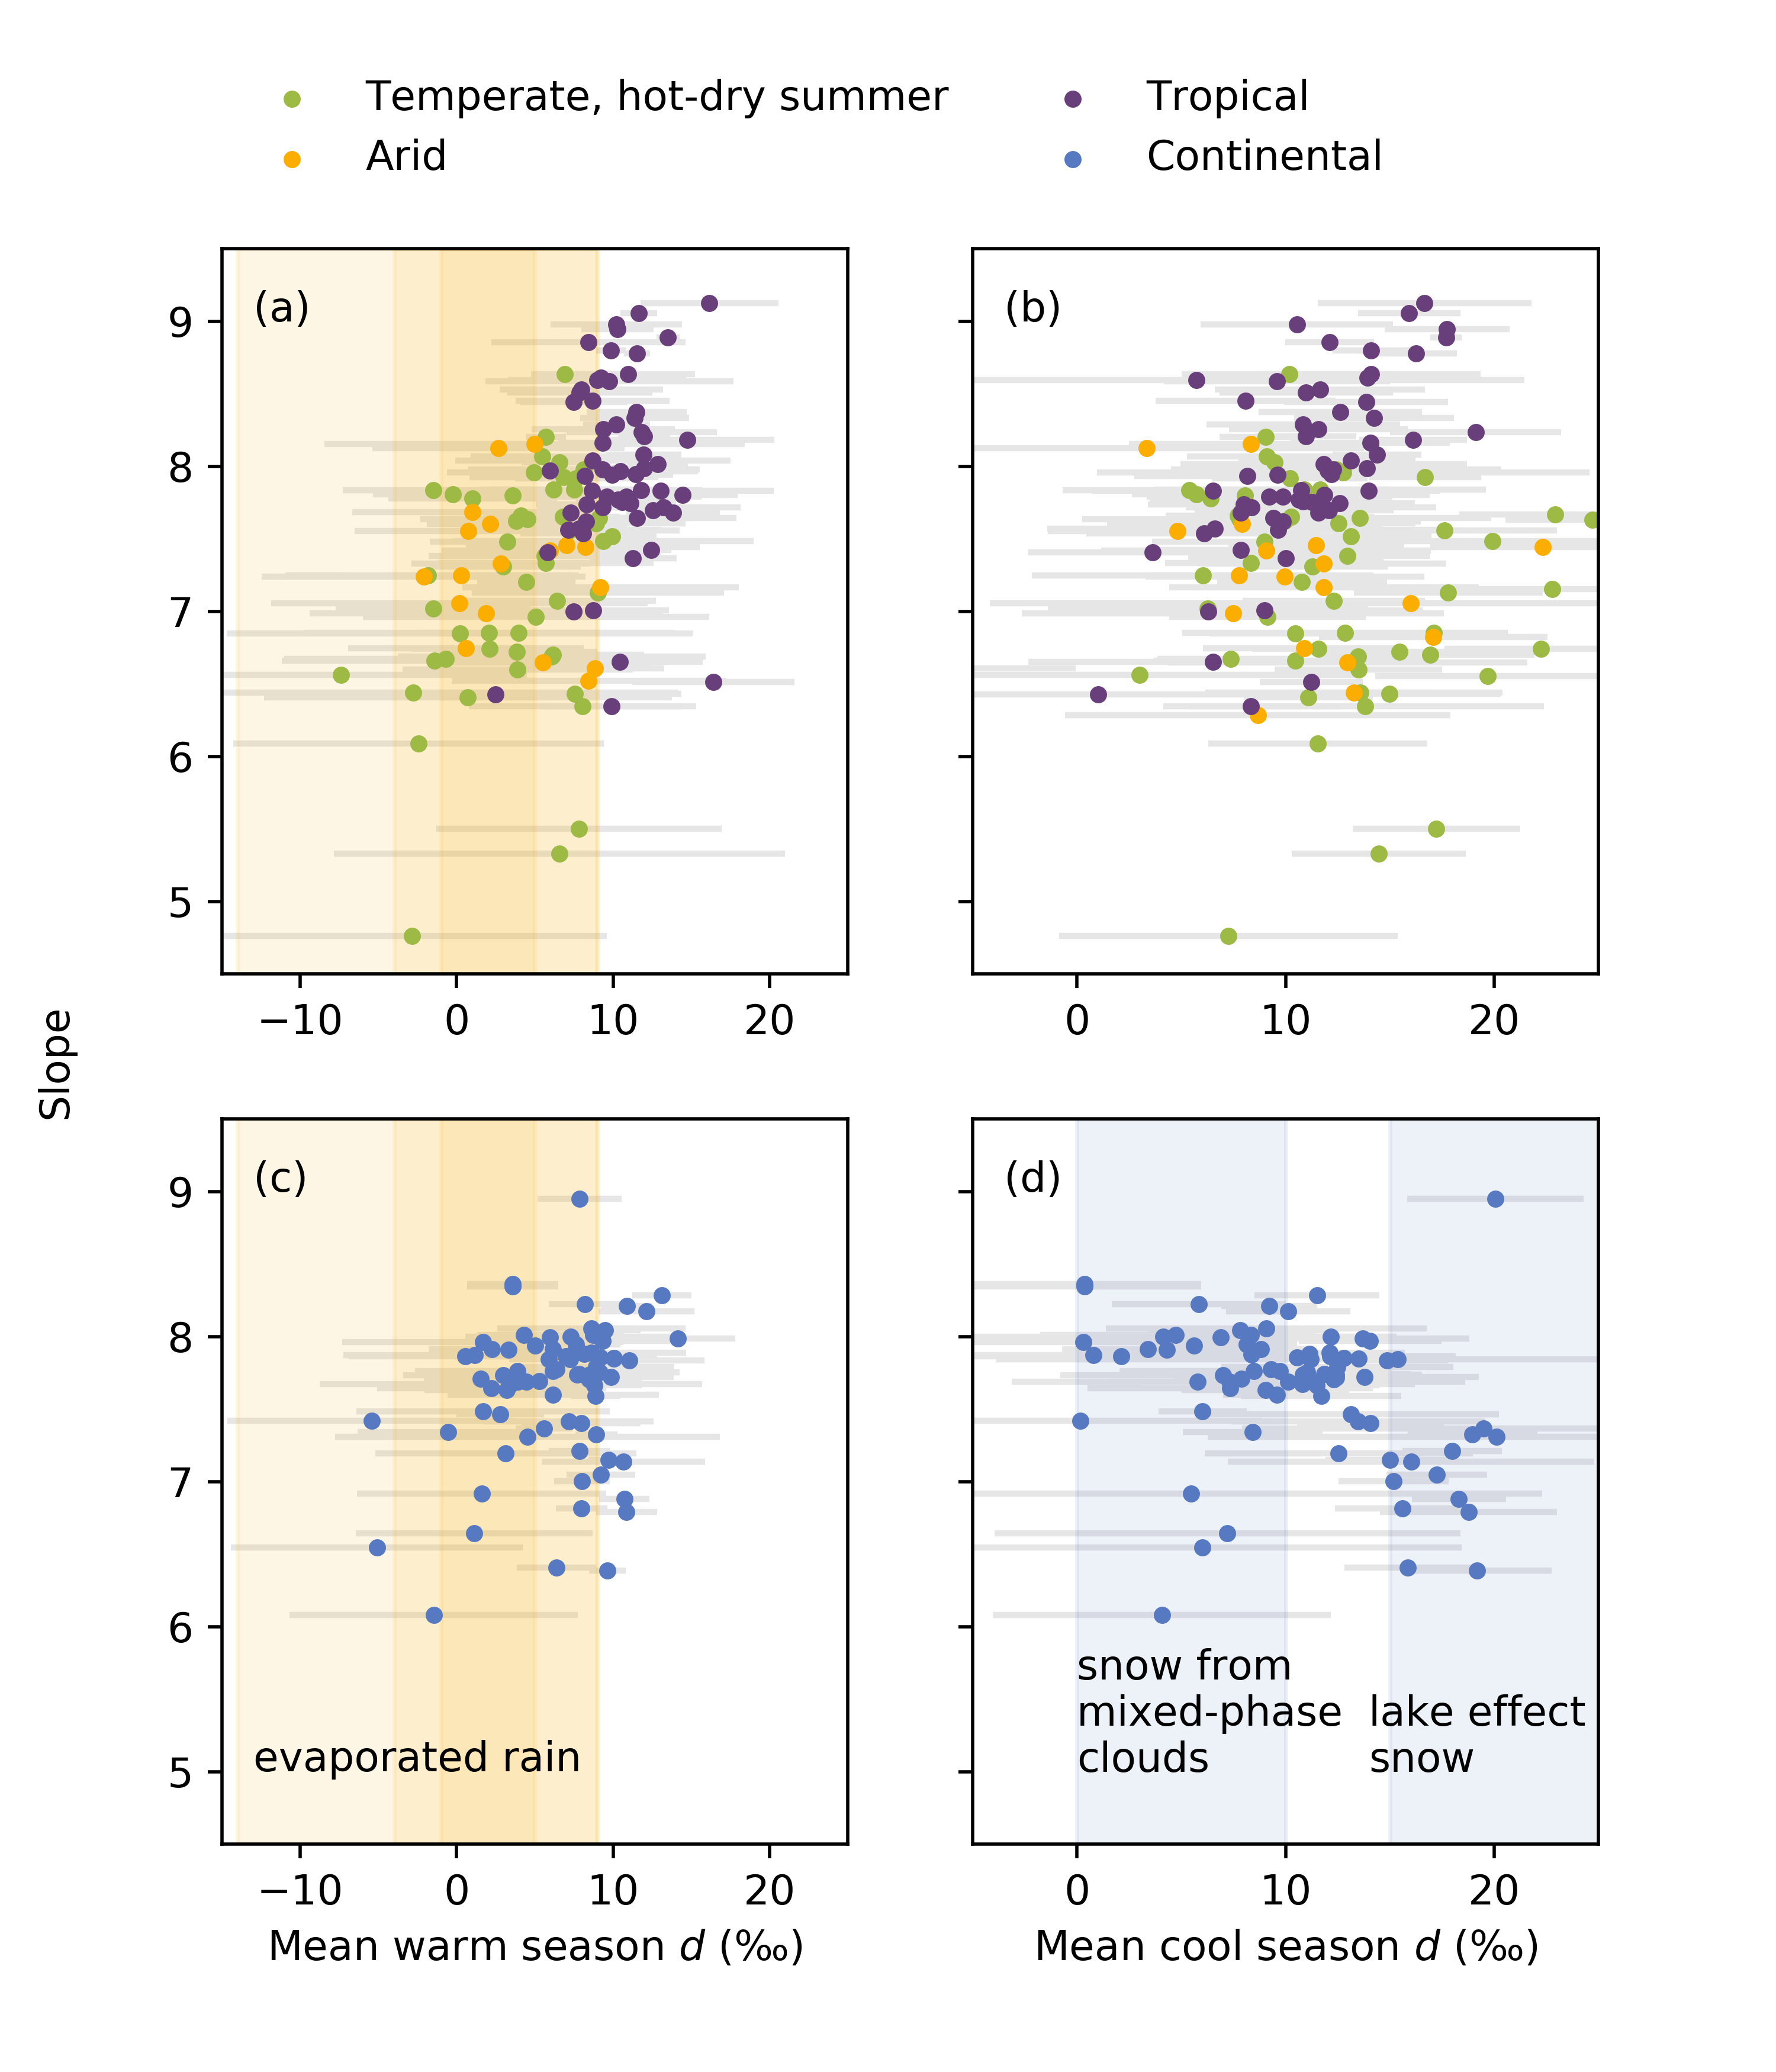 Temperate, hot-dry summer
Arid
Tropical
Continental
(a)
(b)
9
8
7
6
5
−10 0 10 20
0 10 20
Slope
(c)
(d)
9
8
7
6
5
evaporated rain
snow from
mixed-phase
clouds
lake effect
snow
−10 0 10 20
0 10 20
Mean warm season d (‰)
Mean cool season d (‰)